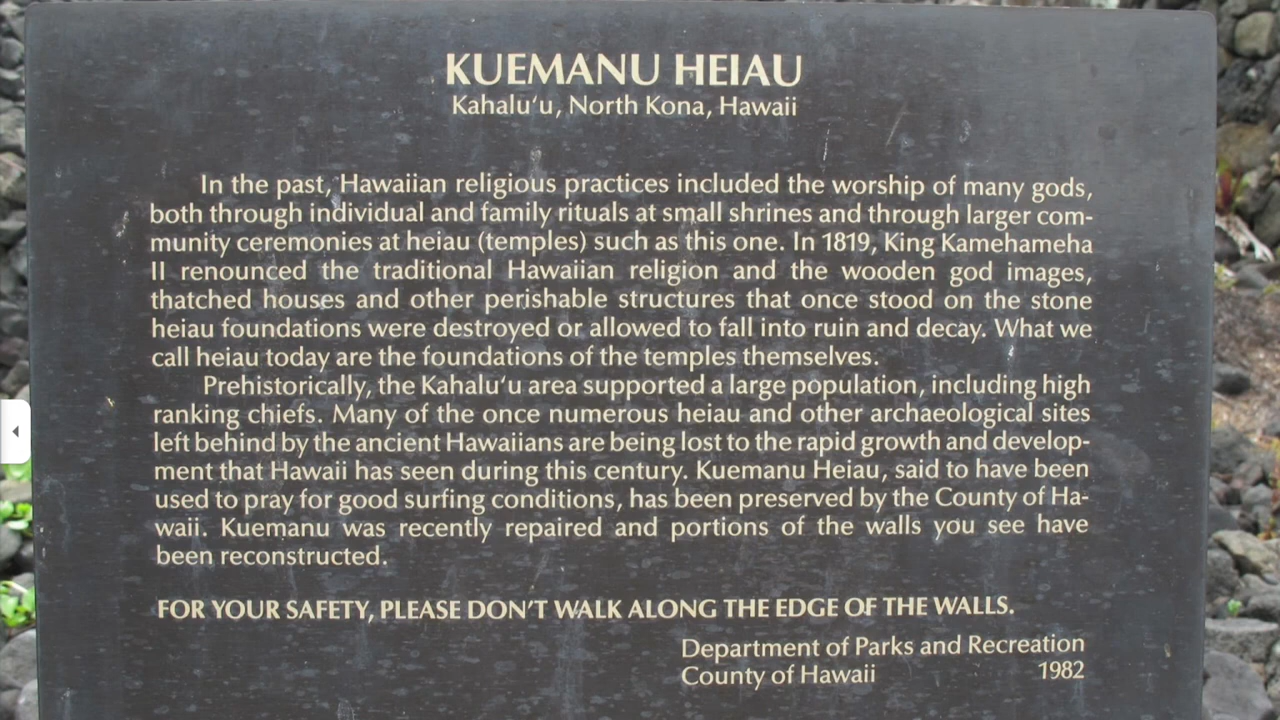 KUEMANU HEIAU
Kahalu‘u, North Kona, Hawaii
In the past, Hawaiian religious practices included the worship of many gods,
both through individual and family rituals at small shrines and through larger com-
munity ceremonies at heiau (temples) such as this one. In 1819, King Kamehameha
II renounced the traditional Hawaiian religion and the wooden god images,
thatched houses and other perishable structures that once stood on the stone
heiau foundations were destroyed or allowed to fall into ruin and decay. What we
call heiau today are the foundations of the temples themselves.
Prehistorically, the Kahalu‘u area supported a large population, including high
ranking chiefs. Many of the once numerous heiau and other archaeological sites
left behind by the ancient Hawaiians are being lost to the rapid growth and develop-
ment that Hawaii has seen during this century. Kuemanu Heiau, said to have been
used to pray for good surfing conditions, has been preserved by the County of Ha-
waii. Kuemanu was recently repaired and portions of the walls you see have
been reconstructed.
FOR YOUR SAFETY, PLEASE DON’T WALK ALONG THE EDGE OF THE WALLS.
Department of Parks and Recreation
County of Hawaii 1982